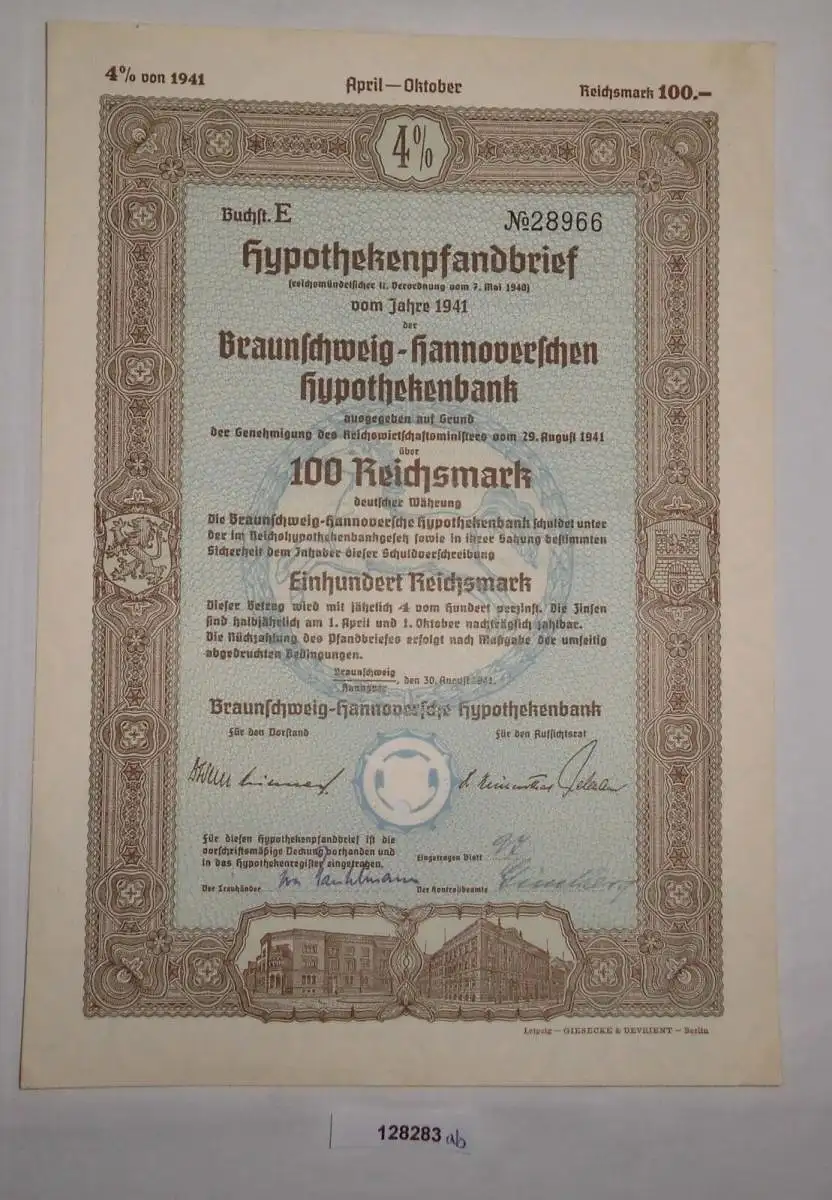 4% von 1941
April—Oktober
Reichsmark 100.—
4%
Buchst. E
№28966
Hypothekenpfandbrief
(reichsmündelsicher lt. Verordnung vom 7. Mai 1940)
vom Jahre 1941
der
Braunschweig-Hannoverschen
Hypothekenbank
ausgegeben auf Grund
der Genehmigung des Reichswirtschaftsministers vom 29. August 1941
über
100 Reichsmark
deutscher Währung
Die Braunschweig-Hannoversche Hypothekenbank schuldet unter
der im Reichshypothekenbankgesetz sowie in ihrer Satzung bestimmten
Sicherheit dem Inhaber dieser Schuldverschreibung
Einhundert Reichsmark
Dieser Betrag wird mit jährlich 4 vom Hundert verzinst. Die Zinsen
sind halbjährlich am 1. April und 1. Oktober nachträglich zahlbar.
Die Rückzahlung des Pfandbriefes erfolgt nach Maßgabe der umseitig
abgedruckten Bedingungen.
Braunschweig
Hannover, den 30. August 1941.
Braunschweig-Hannoversche Hypothekenbank
Für den Vorstand
Für den Aufsichtsrat
Für diesen Hypothekenpfandbrief ist die
vorschriftsmäßige Deckung vorhanden und
in das Hypothekenregister eingetragen.
Eingetragen Blatt 97
Der Treuhänder
Der Kontrollbeamte
Leipzig — GIESECKE & DEVRIENT — Berlin
128283 ab